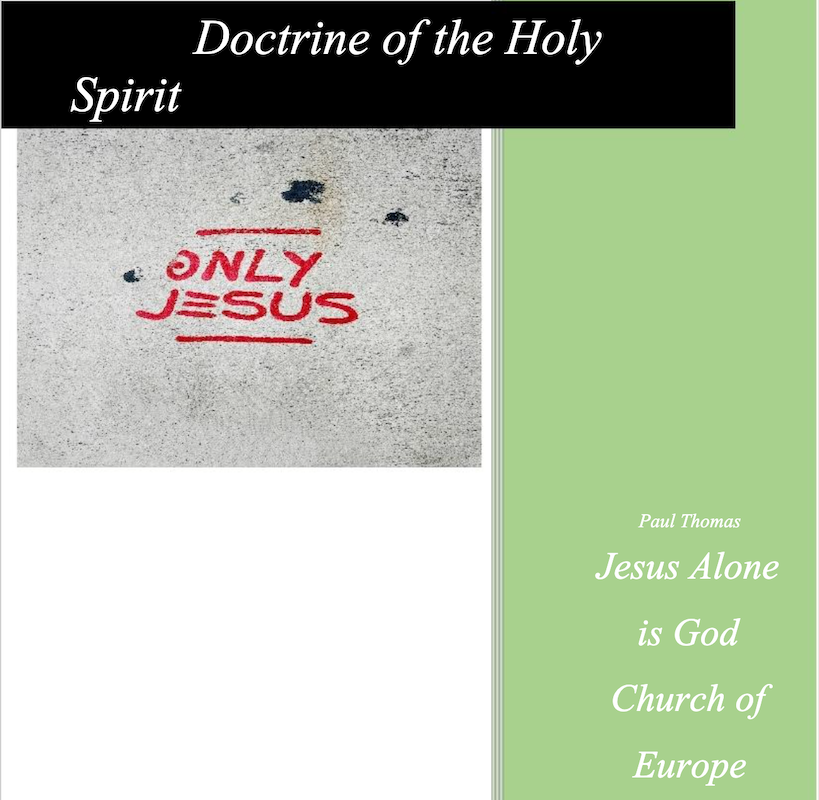 Doctrine of the Holy
Spirit
ONLY
JESUS
Paul Thomas
Jesus Alone
is God
Church of
Europe